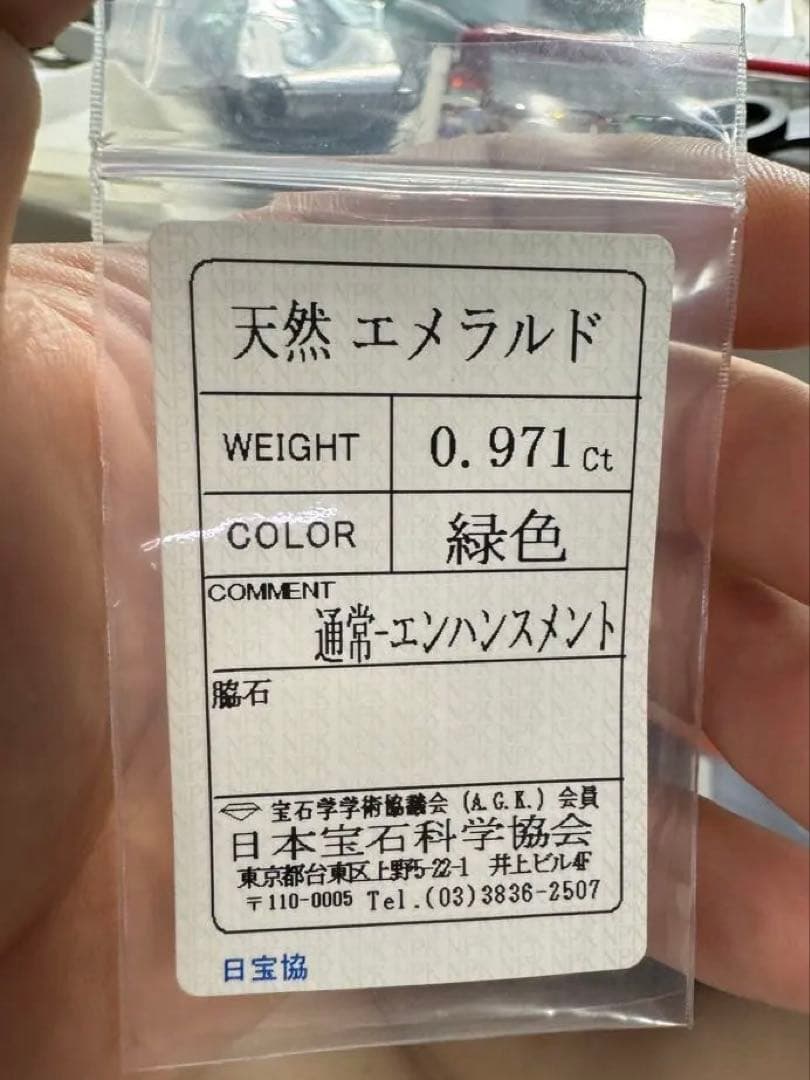 天然 エメラルド
WEIGHT 0.971ct
COLOR 緑色
COMMENT
通常-エンハンスメント
脇石
宝石学学術協議会 (A.G.K.) 会員
日本宝石科学協会
東京都台東区上野5-22-1 井上ビル4F
〒110-0005 Tel.(03)3836-2507
日宝協